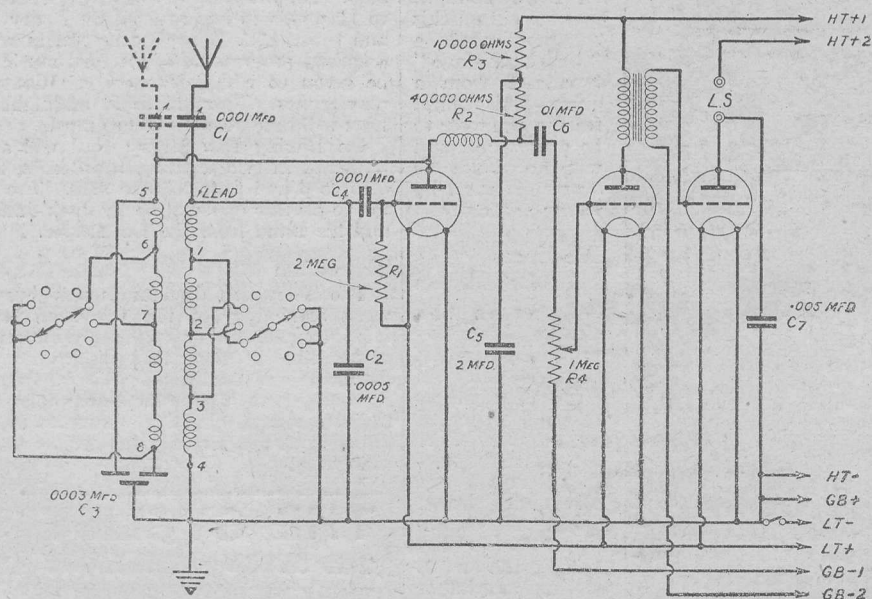 HT+1
HT+2
10 000 OHMS
R3
40,000 OHMS
R2
.01 MFD
C6
L.S
.0001 MFD
C1
.0001 MFD.
C4
FLEAD
5
6
7
8
1
2
3
4
2 MEG
R1
C2
.0005
MFD
C5
2 MFD.
1 MEG
R4
.005 MFD
C7
.0003 MFD
C3
HT-
GB+
LT-
LT+
GB-1
GB-2